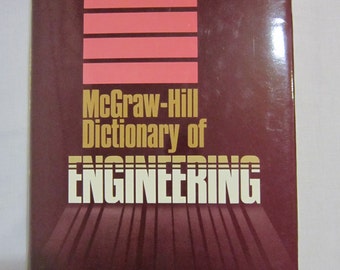 McGraw-Hill
Dictionary of
ENGINEERING